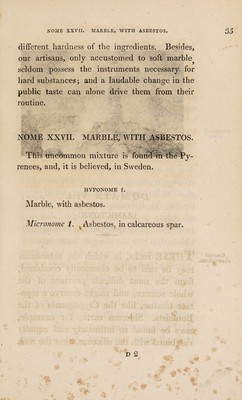 NOME XXVII. MARBLE, WITH ASBESTOS. 35
different hardness of the ingredients. Besides,
our artisans, only accustomed to soft marble,
seldom possess the instruments necessary for
hard substances; and a laudable change in the
public taste can alone drive them from their
routine.
NOME XXVII MARBLE, WITH ASBESTOS.
This uncommon mixture is found in the Py-
rences, and, it is believed, in Sweden.
HYPONOME I.
Marble, with asbestos.
Micronome 1. Asbestos, in calcareous spar.
D 2